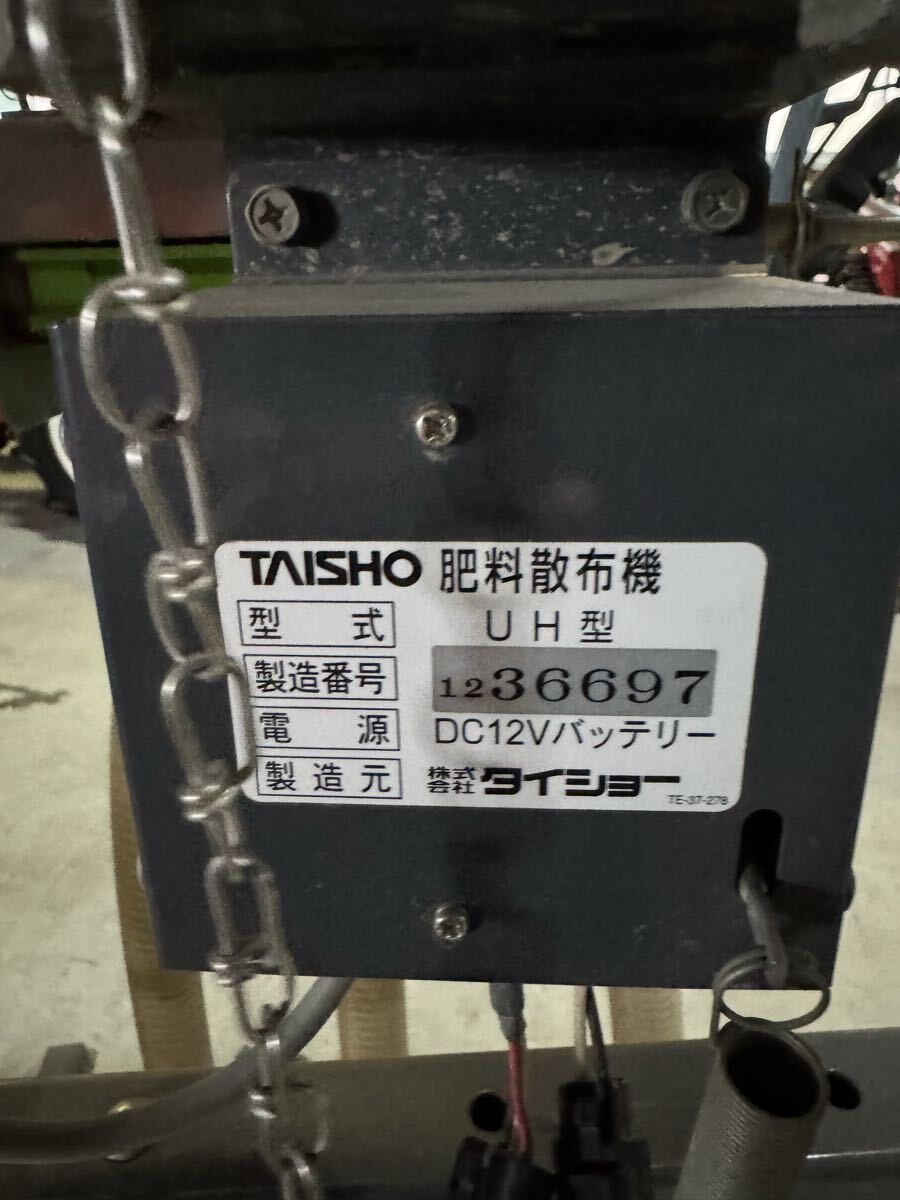 TAISHO 肥料散布機
型式 UH型
製造番号 1236697
電源 DC12Vバッテリー
製造元 株式会社 タイショー
TE-37-278